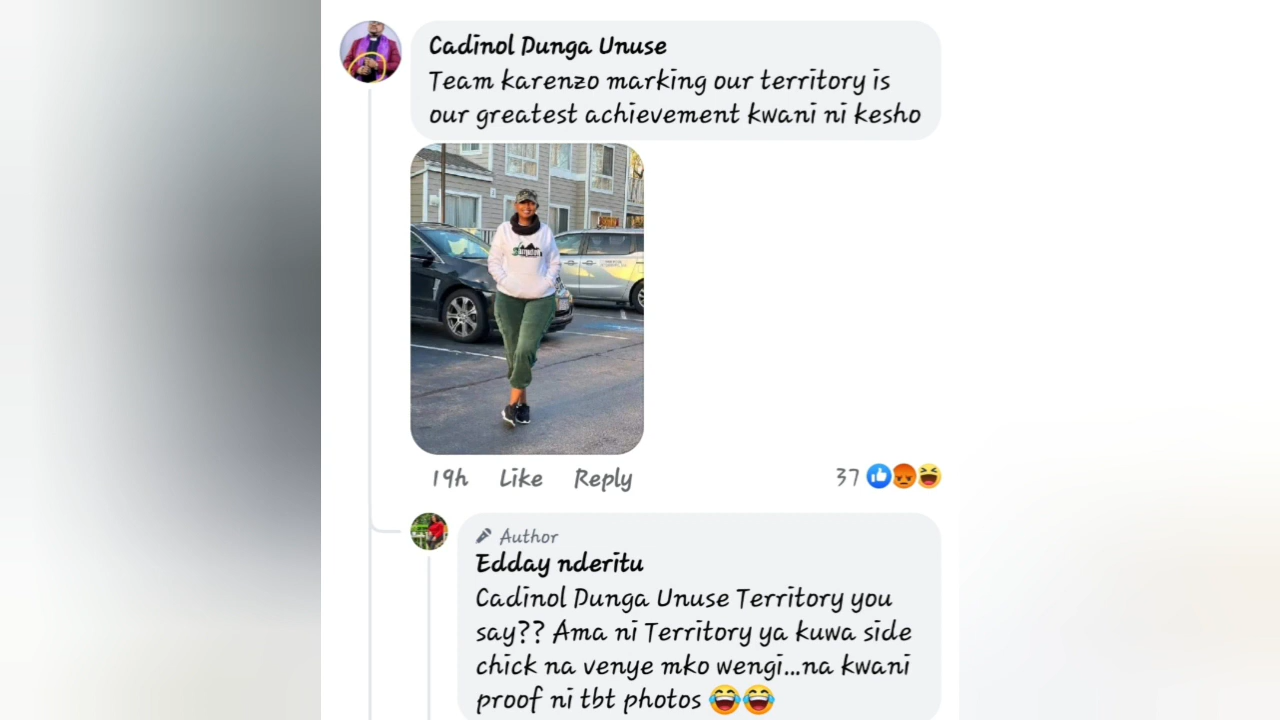 Cadinol Dunga Unuse
Team karenzo marking our territory is
our greatest achievement kwani ni kesho
19h Like Reply 37
Author
Edday nderitu
Cadinol Dunga Unuse Territory you
say?? Ama ni Territory ya kuwa side
chick na venye mko wengi...na kwani
proof ni tbt photos 😂😂